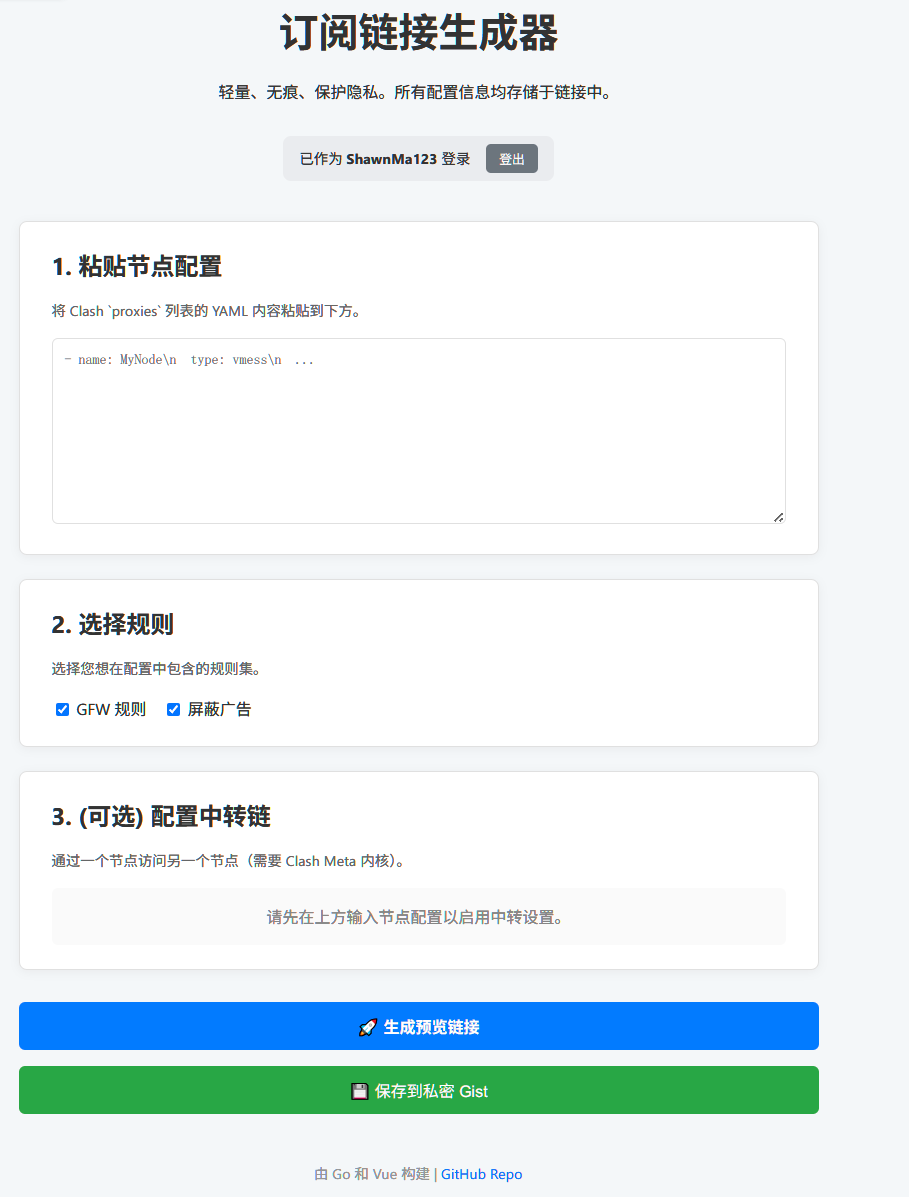 订阅链接生成器
轻量、无痕、保护隐私。所有配置信息均存储于链接中。
已作为 ShawnMa123 登录 登出
1. 粘贴节点配置
将 Clash `proxies` 列表的 YAML 内容粘贴到下方。
- name: MyNode\n  type: vmess\n  ...
2. 选择规则
选择您想在配置中包含的规则集。
GFW 规则 屏蔽广告
3. (可选) 配置中转链
通过一个节点访问另一个节点（需要 Clash Meta 内核）。
请先在上方输入节点配置以启用中转设置。
🚀 生成预览链接
💾 保存到私密 Gist
由 Go 和 Vue 构建 | GitHub Repo